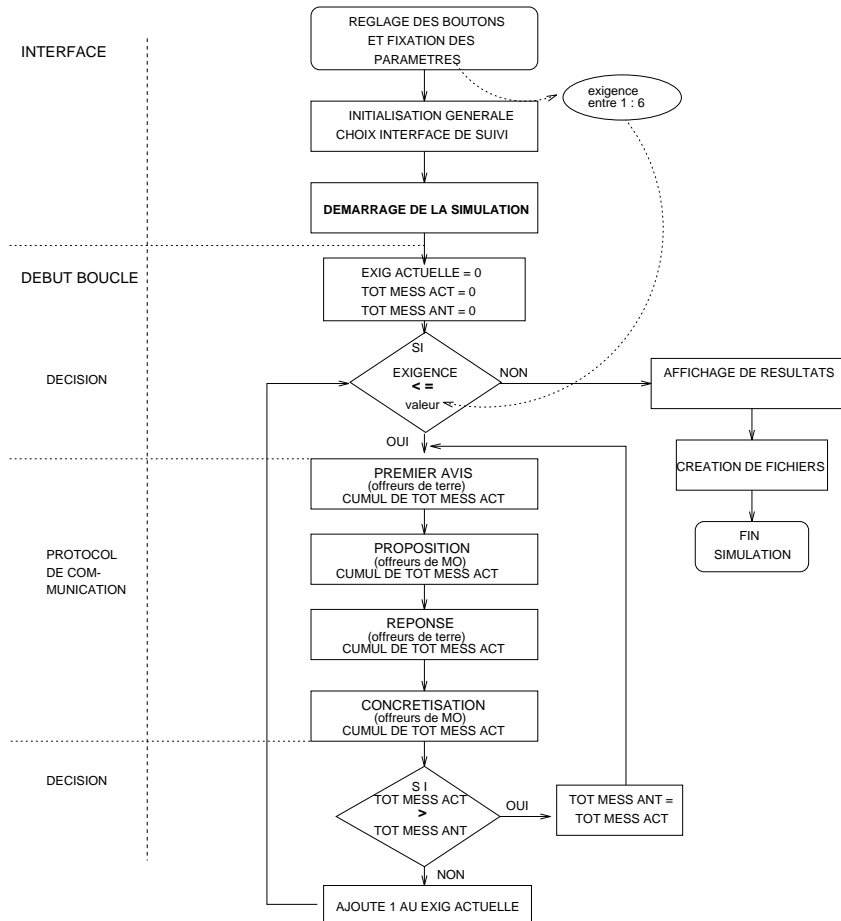 REGLAGE DES BOUTONS
ET FIXATION DES
PARAMETRES
INTERFACE
exigence
entre 1 : 6
INITIALISATION GENERALE
CHOIX INTERFACE DE SUIVI
DEMARRAGE DE LA SIMULATION
DEBUT BOUCLE
EXIG ACTUELLE = 0
TOT MESS ACT = 0
TOT MESS ANT = 0
DECISION
SI
EXIGENCE
< =
valeur
NON
OUI
AFFICHAGE DE RESULTATS
CREATION DE FICHIERS
FIN
SIMULATION
PROTOCOL
DE COM-
MUNICATION
PREMIER AVIS
(offreurs de terre)
CUMUL DE TOT MESS ACT
PROPOSITION
(offreurs de MO)
CUMUL DE TOT MESS ACT
REPONSE
(offreurs de terre)
CUMUL DE TOT MESS ACT
CONCRETISATION
(offreurs de MO)
CUMUL DE TOT MESS ACT
DECISION
S I
TOT MESS ACT
>
TOT MESS ANT
OUI
TOT MESS ANT =
TOT MESS ACT
NON
AJOUTE 1 AU EXIG ACTUELLE